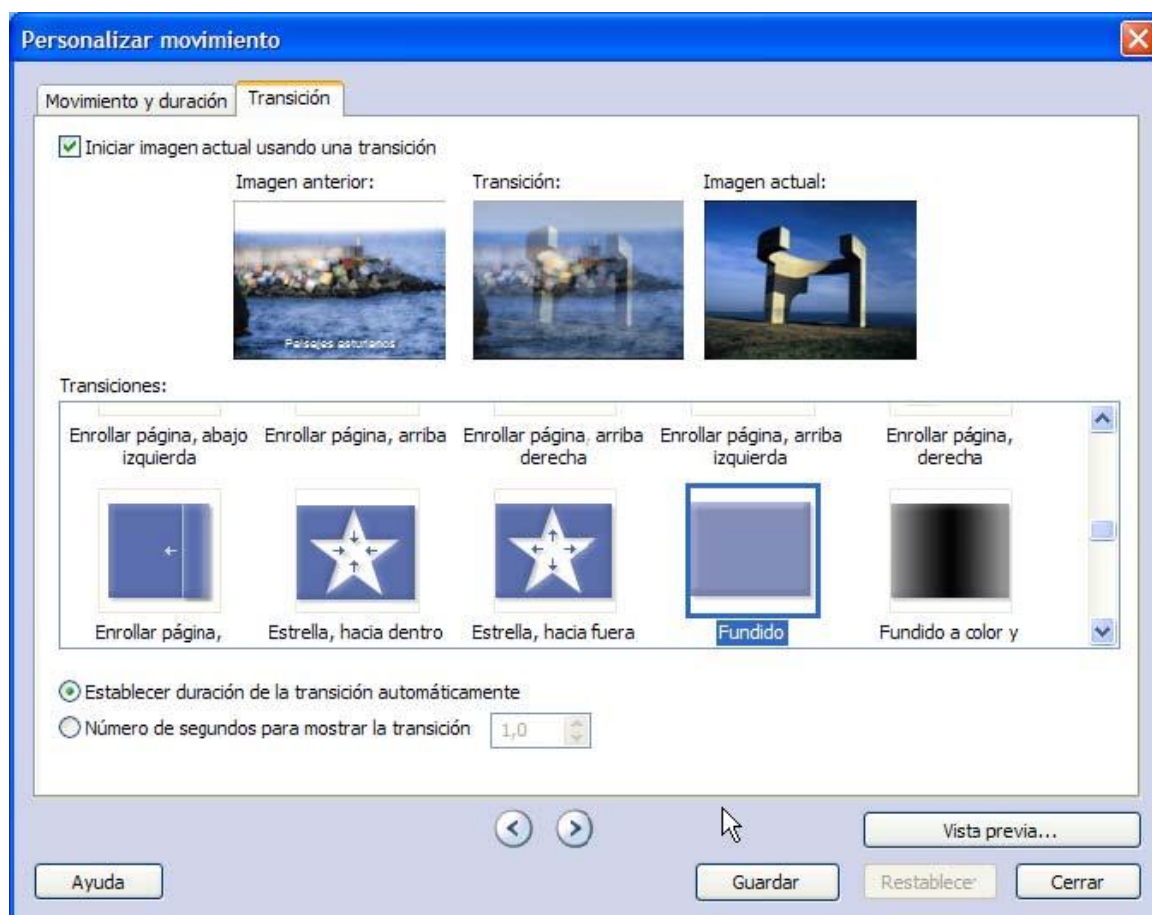 Personalizar movimiento
Movimiento y duración
Transición
Iniciar imagen actual usando una transición
Imagen anterior:
Transición:
Imagen actual:
Paisajes asturianos
Transiciones:
Enrollar página, abajo
izquierda
Enrollar página, arriba
Enrollar página, arriba
derecha
Enrollar página, arriba
izquierda
Enrollar página,
derecha
Enrollar página,
Estrella, hacia dentro
Estrella, hacia fuera
Fundido
Fundido a color y
Establecer duración de la transición automáticamente
Número de segundos para mostrar la transición
1,0
Vista previa...
Ayuda
Guardar
Restablecer
Cerrar